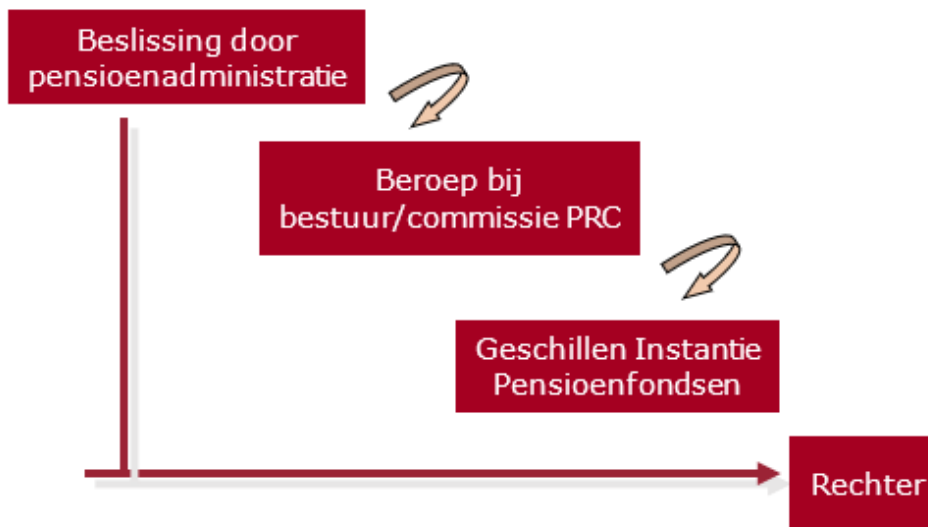 Beslissing door
pensioenadministratie
Beroep bij
bestuur/commissie PRC
Geschillen Instantie
Pensioenfondsen
Rechter